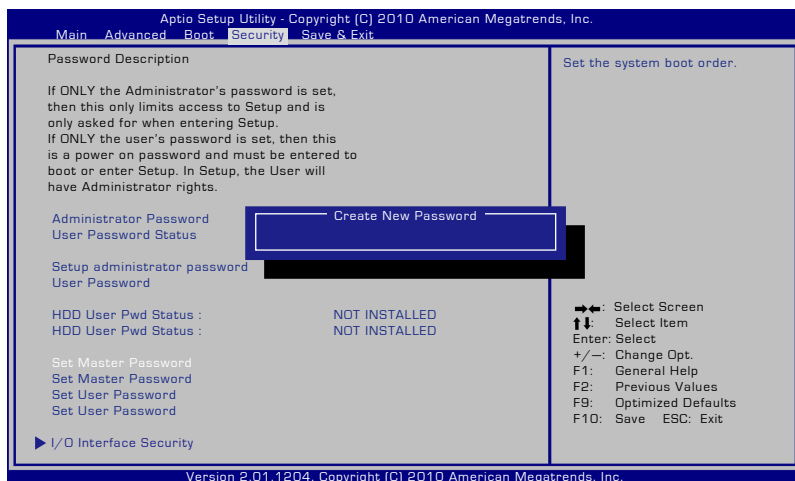 Aptio Setup Utility - Copyright (C) 2010 American Megatrends, Inc.
Main Advanced Boot Security Save & Exit
Password Description
If ONLY the Administrator's password is set,
then this only limits access to Setup and is
only asked for when entering Setup.
If ONLY the user's password is set, then this
is a power on password and must be entered to
boot or enter Setup. In Setup, the User will
have Administrator rights.
Administrator Password
User Password Status
Create New Password
Setup administrator password
User Password
HDD User Pwd Status : NOT INSTALLED
HDD User Pwd Status : NOT INSTALLED
Set Master Password
Set Master Password
Set User Password
Set User Password
I/O Interface Security
Set the system boot order.
→←: Select Screen
↑↓: Select Item
Enter: Select
+/—: Change Opt.
F1: General Help
F2: Previous Values
F9: Optimized Defaults
F10: Save ESC: Exit
Version 2.01.1204. Copyright (C) 2010 American Megatrends, Inc.